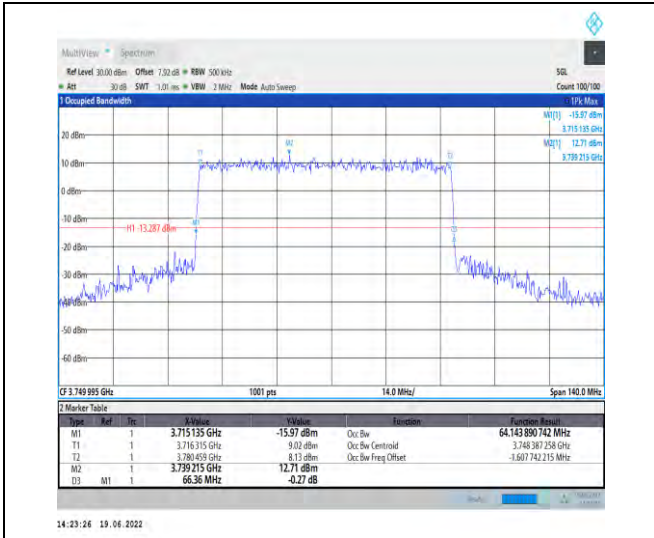 MultiView Spectrum
Ref Level 30.00 dBm Offset 7.92 dB RBW 500 kHz SGL
Att 30 dB SWT 1.01 ms VBW 2 MHz Mode Auto Sweep Count 100/100
1 Occupied Bandwidth 1Pk Max
M1[1] -15.97 dBm
3.715 135 GHz
M2[1] 12.71 dBm
3.739 215 GHz
20 dBm
M2
T1
T2
10 dBm
0 dBm
-10 dBm
M1
H1 -13.287 dBm
D3
-20 dBm
-30 dBm
-40 dBm
-50 dBm
-60 dBm
CF 3.749 995 GHz 1001 pts 14.0 MHz/ Span 140.0 MHz
2 Marker Table
Type Ref Trc X-Value Y-Value Function Function Result
M1 1 3.715 135 GHz -15.97 dBm Occ Bw 64.143 890 742 MHz
T1 1 3.716 315 GHz 9.02 dBm Occ Bw Centroid 3.748 387 258 GHz
T2 1 3.780 459 GHz 8.13 dBm Occ Bw Freq Offset -1.607 742 215 MHz
M2 1 3.739 215 GHz 12.71 dBm
D3 M1 1 66.36 MHz -0.27 dB
14:23:26 19.06.2022